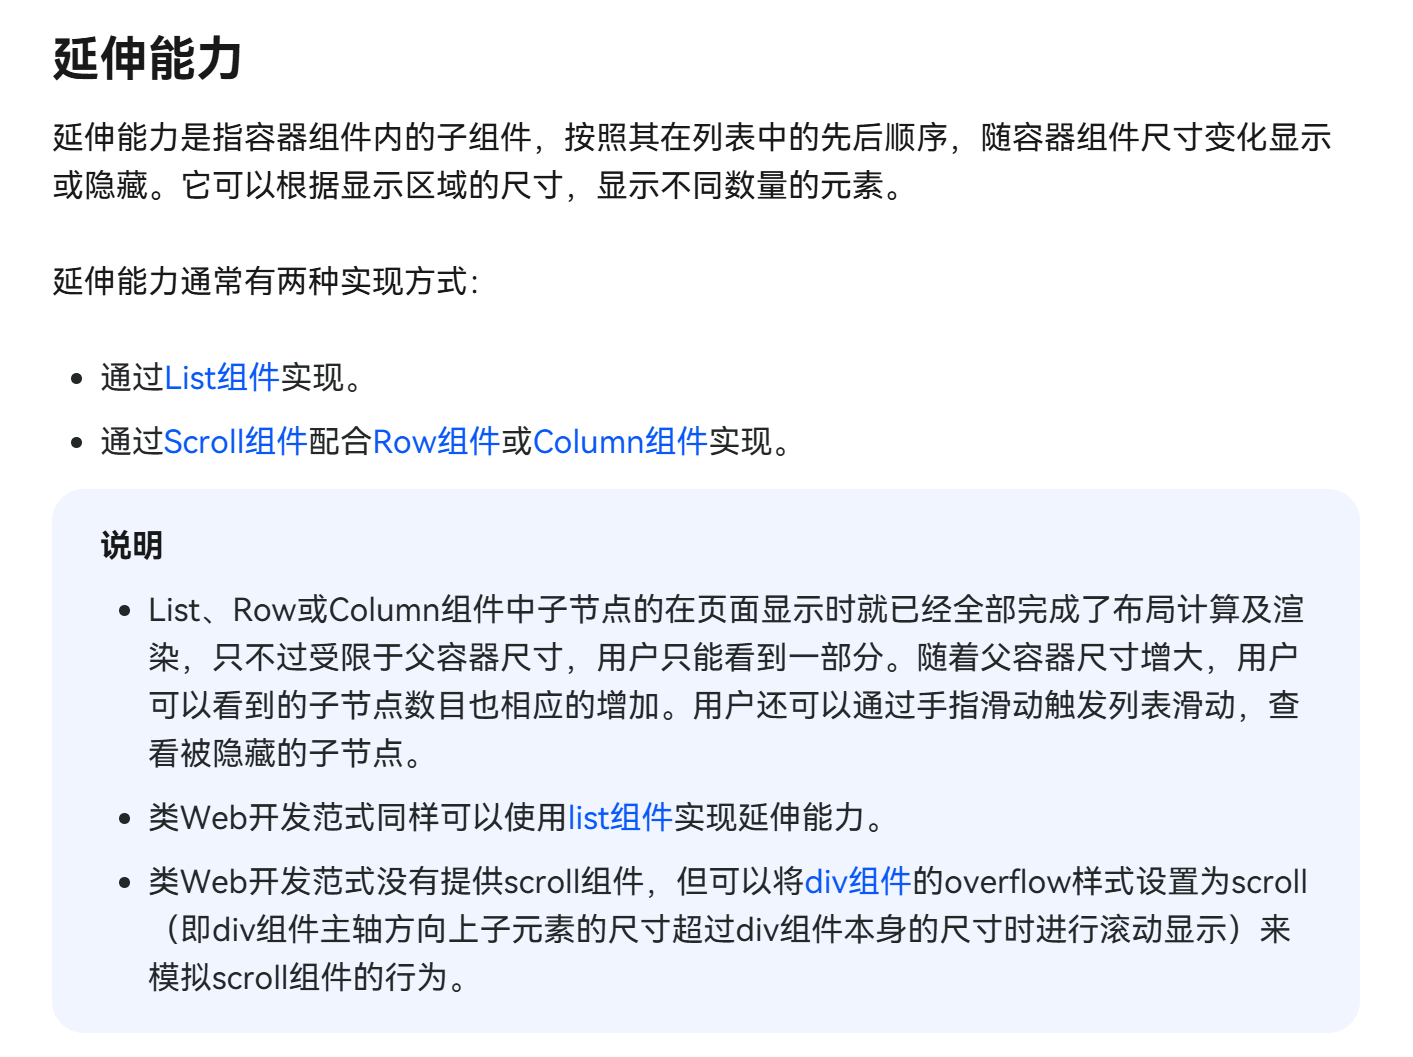 延伸能力
延伸能力是指容器组件内的子组件，按照其在列表中的先后顺序，随容器组件尺寸变化显示
或隐藏。它可以根据显示区域的尺寸，显示不同数量的元素。
延伸能力通常有两种实现方式：
• 通过List组件实现。
• 通过Scroll组件配合Row组件或Column组件实现。
说明
• List、Row或Column组件中子节点的在页面显示时就已经全部完成了布局计算及渲
染，只不过受限于父容器尺寸，用户只能看到一部分。随着父容器尺寸增大，用户
可以看到的子节点数目也相应的增加。用户还可以通过手指滑动触发列表滑动，查
看被隐藏的子节点。
• 类Web开发范式同样可以使用list组件实现延伸能力。
• 类Web开发范式没有提供scroll组件，但可以将div组件的overflow样式设置为scroll
（即div组件主轴方向上子元素的尺寸超过div组件本身的尺寸时进行滚动显示）来
模拟scroll组件的行为。